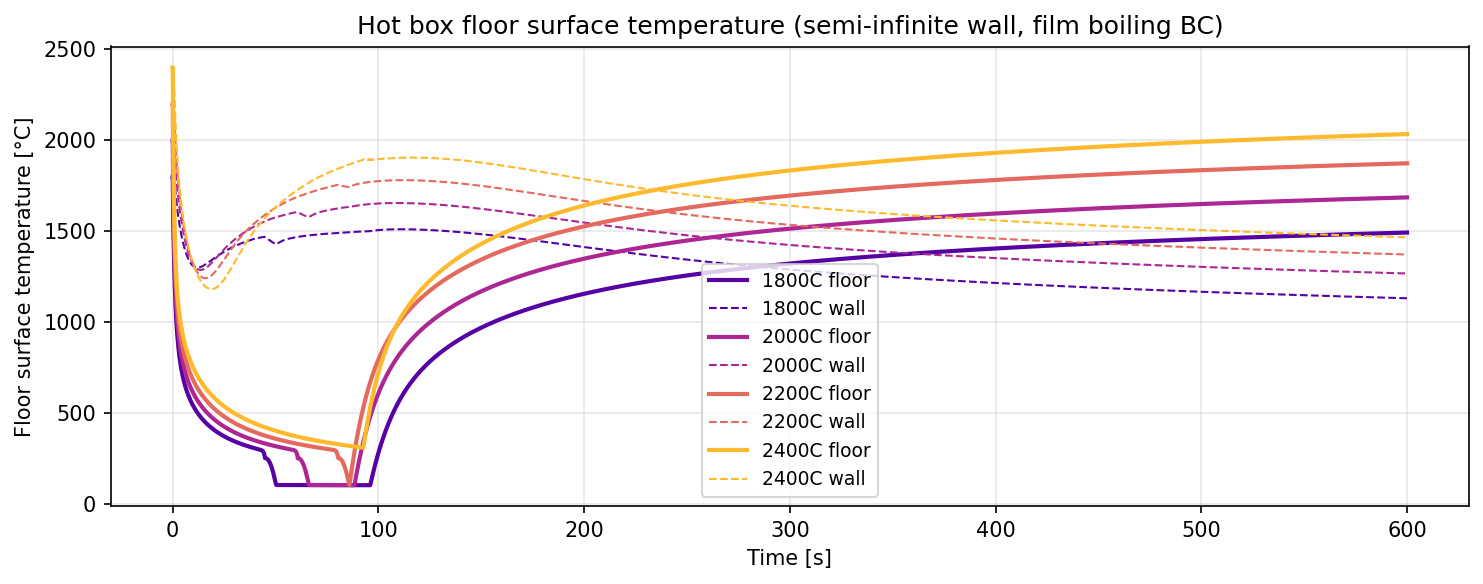 Hot box floor surface temperature (semi-infinite wall, film boiling BC)
Floor surface temperature [°C]
2500
2000
1500
1000
500
0
1800C floor
1800C wall
2000C floor
2000C wall
2200C floor
2200C wall
2400C floor
2400C wall
0 100 200 300 400 500 600
Time [s]